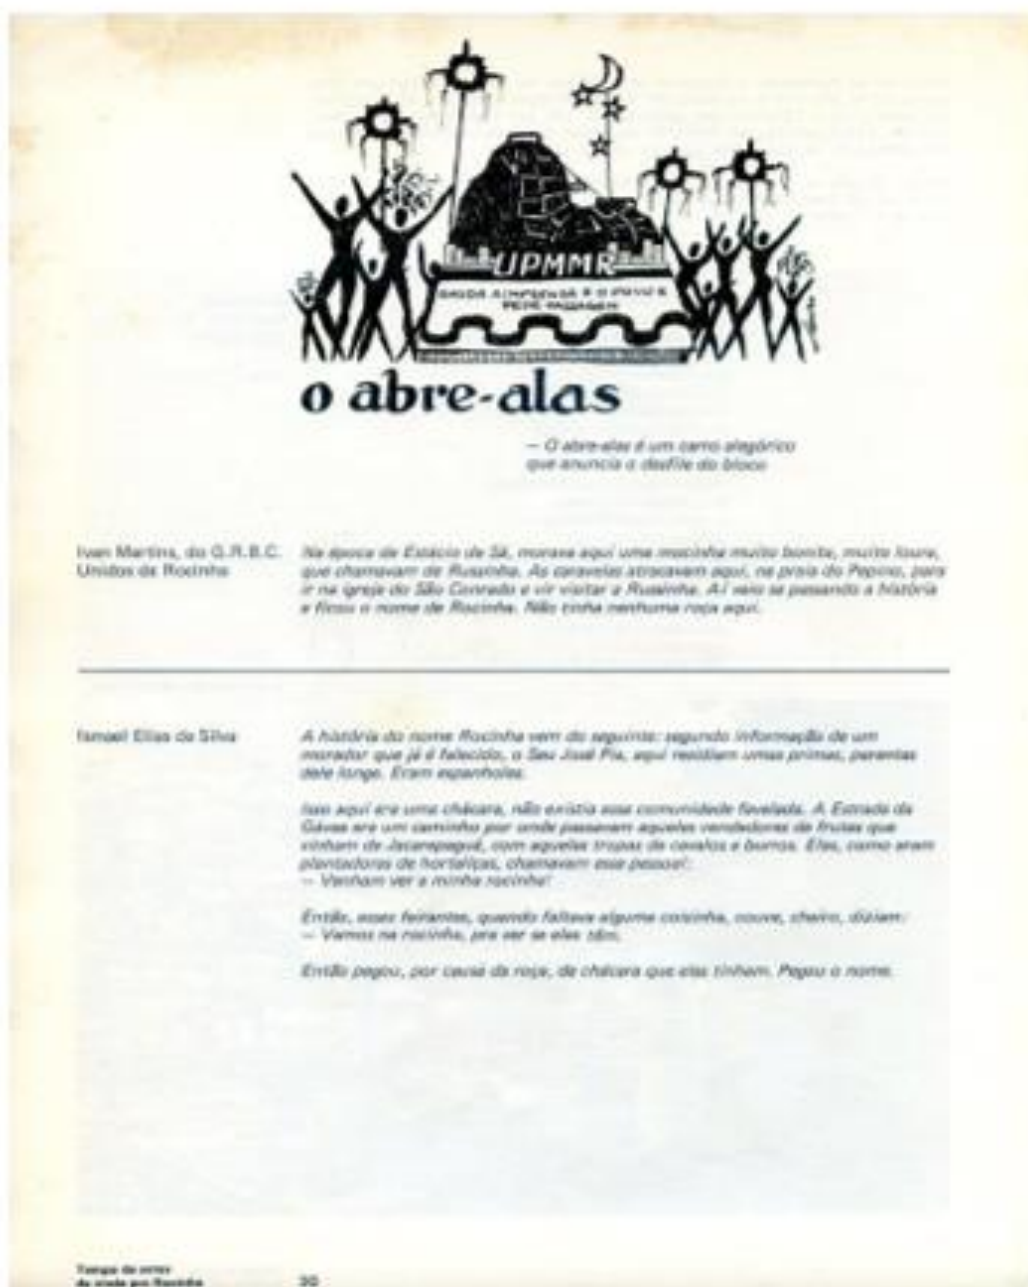 UPMMR
SAÚDA A IMPRENSA E O POVO E
PEDE PASSAGEM
o abre-alas
— O abre-alas é um carro alegórico
que anuncia o desfile do bloco
Ivan Martins, do G.R.B.C.
Unidos da Rocinha
Na época de Estácio de Sá, morava aqui uma mocinha muito bonita, muito loura,
que chamavam de Russinha. As caravelas atracavam aqui, na praia do Pepino, para
ir na igreja do São Conrado e vir visitar a Russinha. Aí veio se passando a história
e ficou o nome de Rocinha. Não tinha nenhuma roça aqui.
Ismael Elias da Silva
A história do nome Rocinha vem do seguinte: segundo informação de um
morador que já é falecido, o Seu José Pia, aqui residiam umas primas, parentas
dele longe. Eram espanholas.
Isso aqui era uma chácara, não existia essa comunidade favelada. A Estrada da
Gávea era um caminho por onde passavam aqueles vendedores de frutas que
vinham de Jacarepaguá, com aquelas tropas de cavalos e burros. Elas, como eram
plantadoras de hortaliças, chamavam esse pessoal:
— Venham ver a minha rocinha!
Então, esses feirantes, quando faltava alguma coisinha, couve, cheiro, diziam:
— Vamos na rocinha, pra ver se elas têm.
Então pegou, por causa da roça, da chácara que elas tinham. Pegou o nome.
30